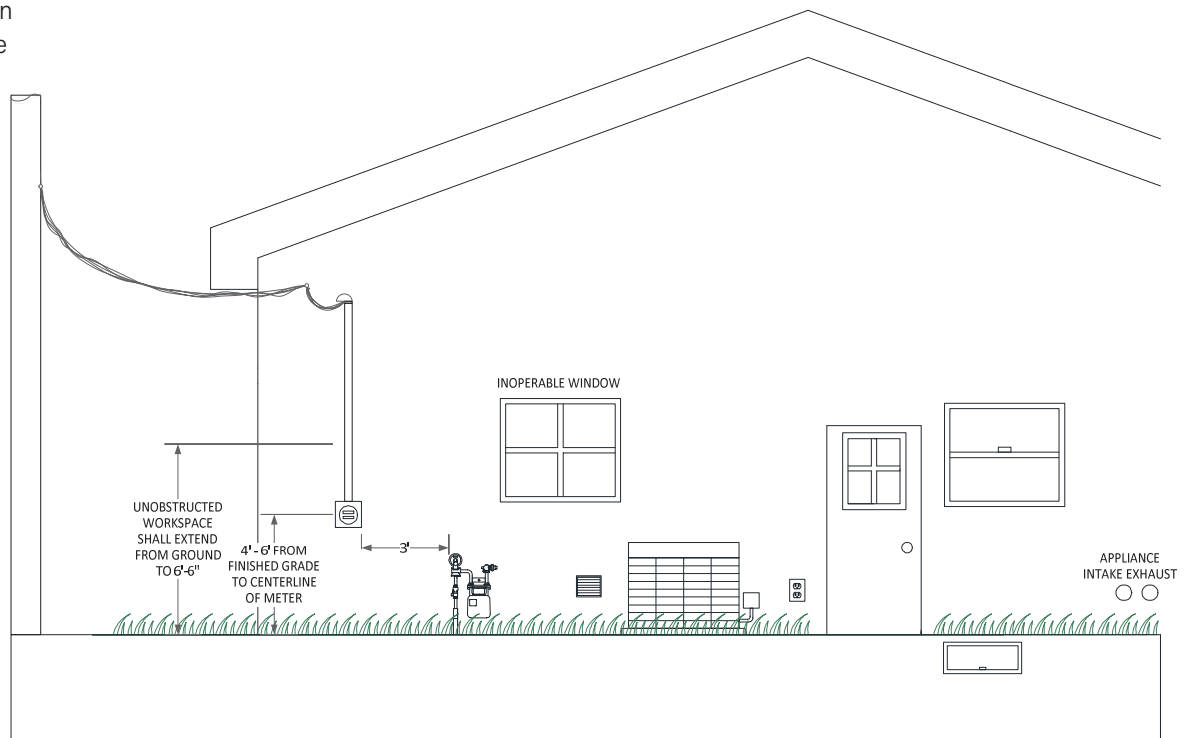 n
e
INOPERABLE WINDOW
UNOBSTRUCTED
WORKSPACE
SHALL EXTEND
FROM GROUND
TO 6'-6"
4' - 6' FROM
FINISHED GRADE
TO CENTERLINE
OF METER
3'
APPLIANCE
INTAKE EXHAUST